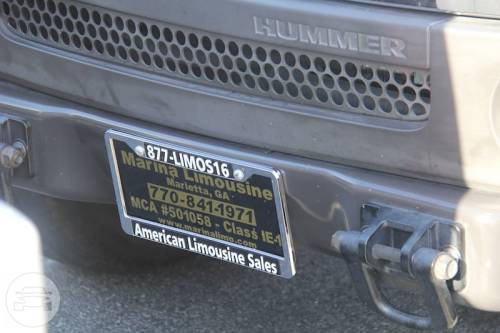 HUMMER
877-LIMOS16
Marina Limousine
Marietta, GA
770-841-1971
MCA #501058 - Class IE-1
www.marinalimo.com
American Limousine Sales